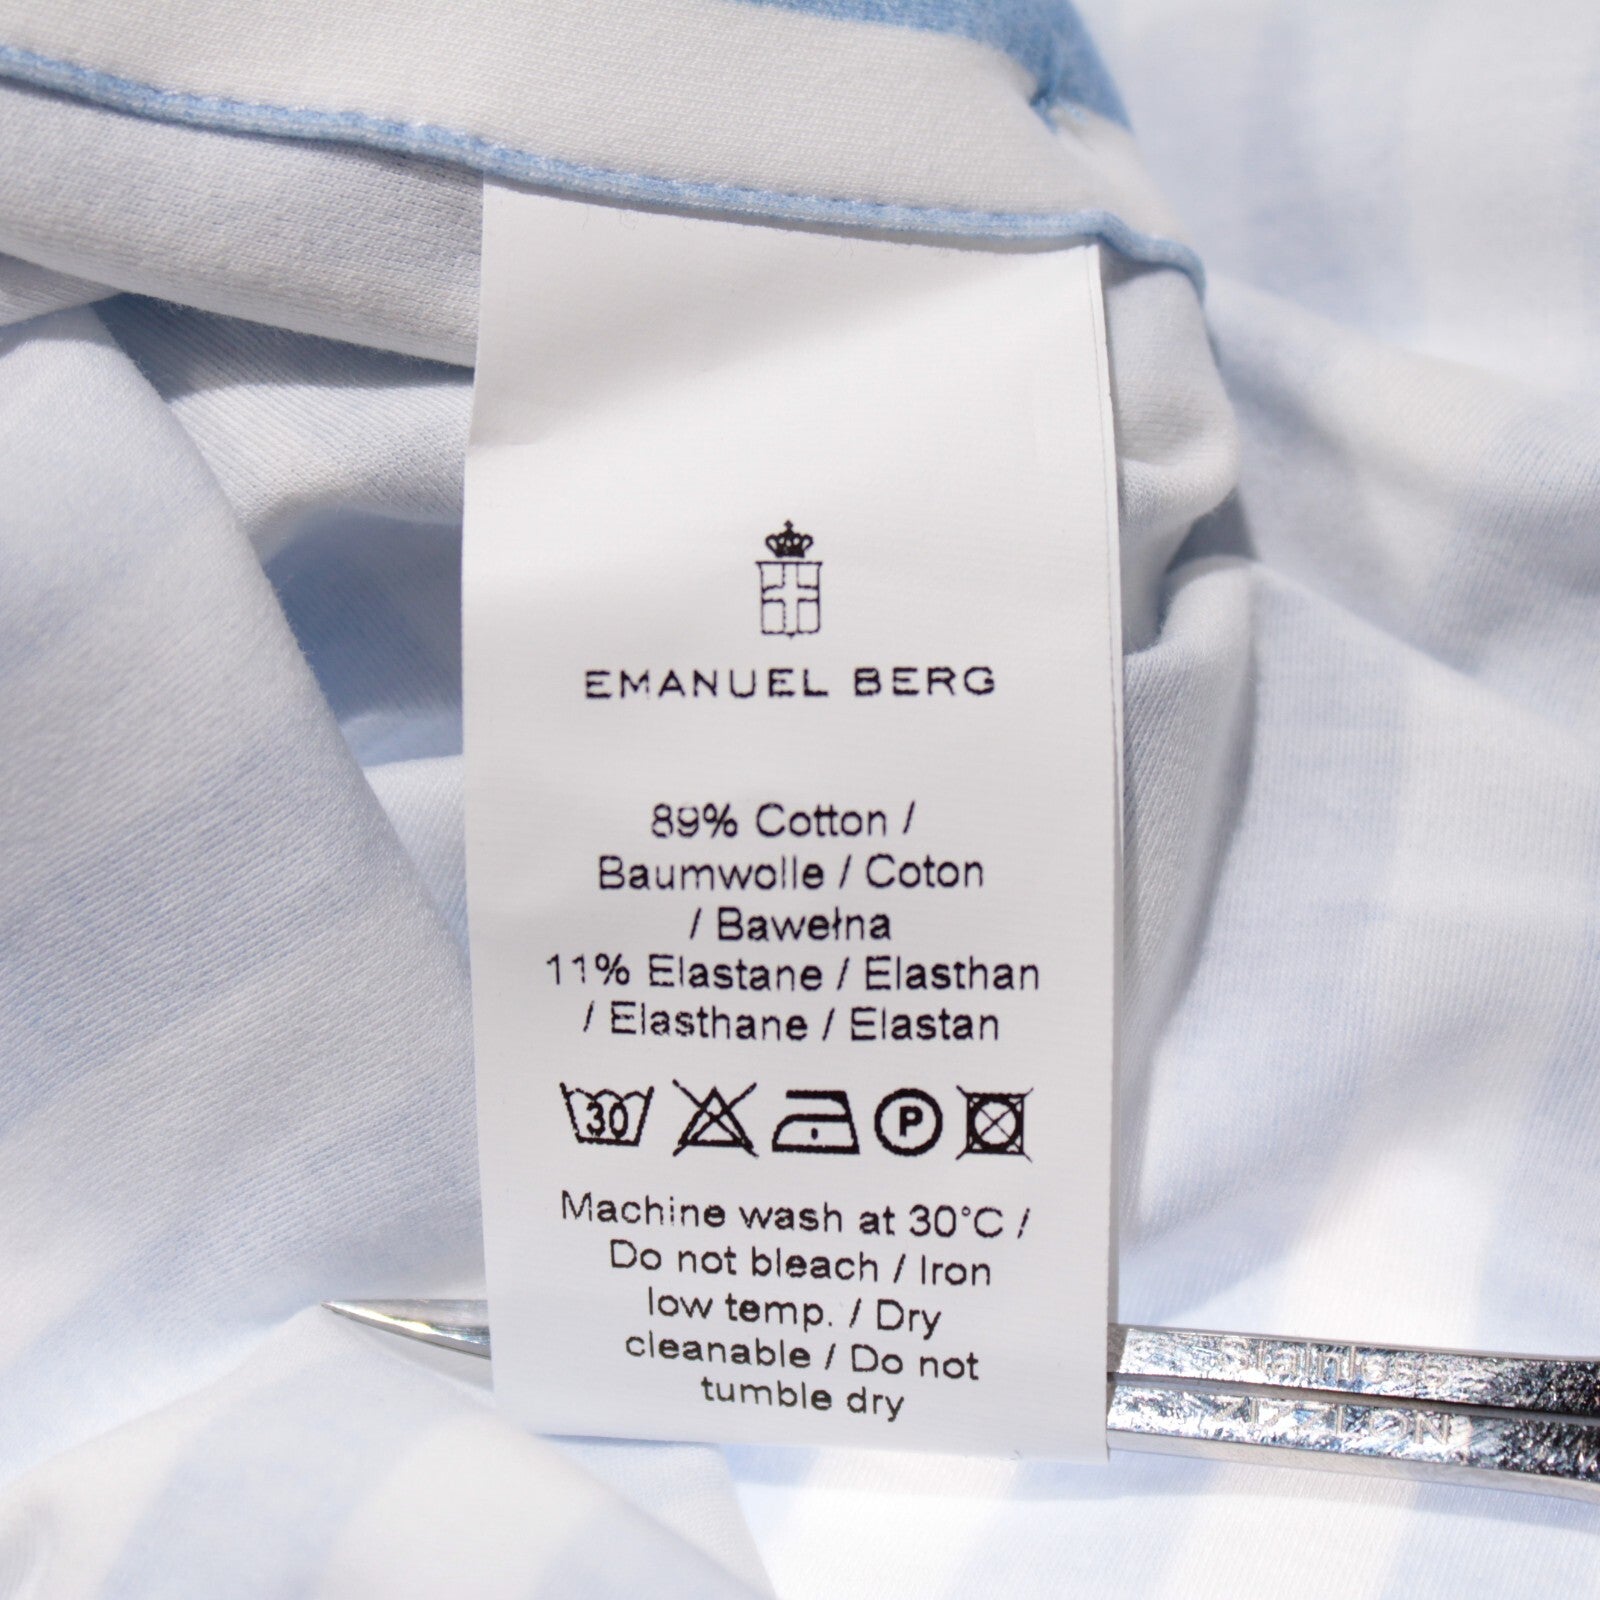 EMANUEL BERG
89% Cotton /
Baumwolle / Coton
/ Bawełna
11% Elastane / Elasthan
/ Elasthane / Elastan
30 P
Machine wash at 30°C /
Do not bleach / Iron
low temp. / Dry
cleanable / Do not
tumble dry
Stainless